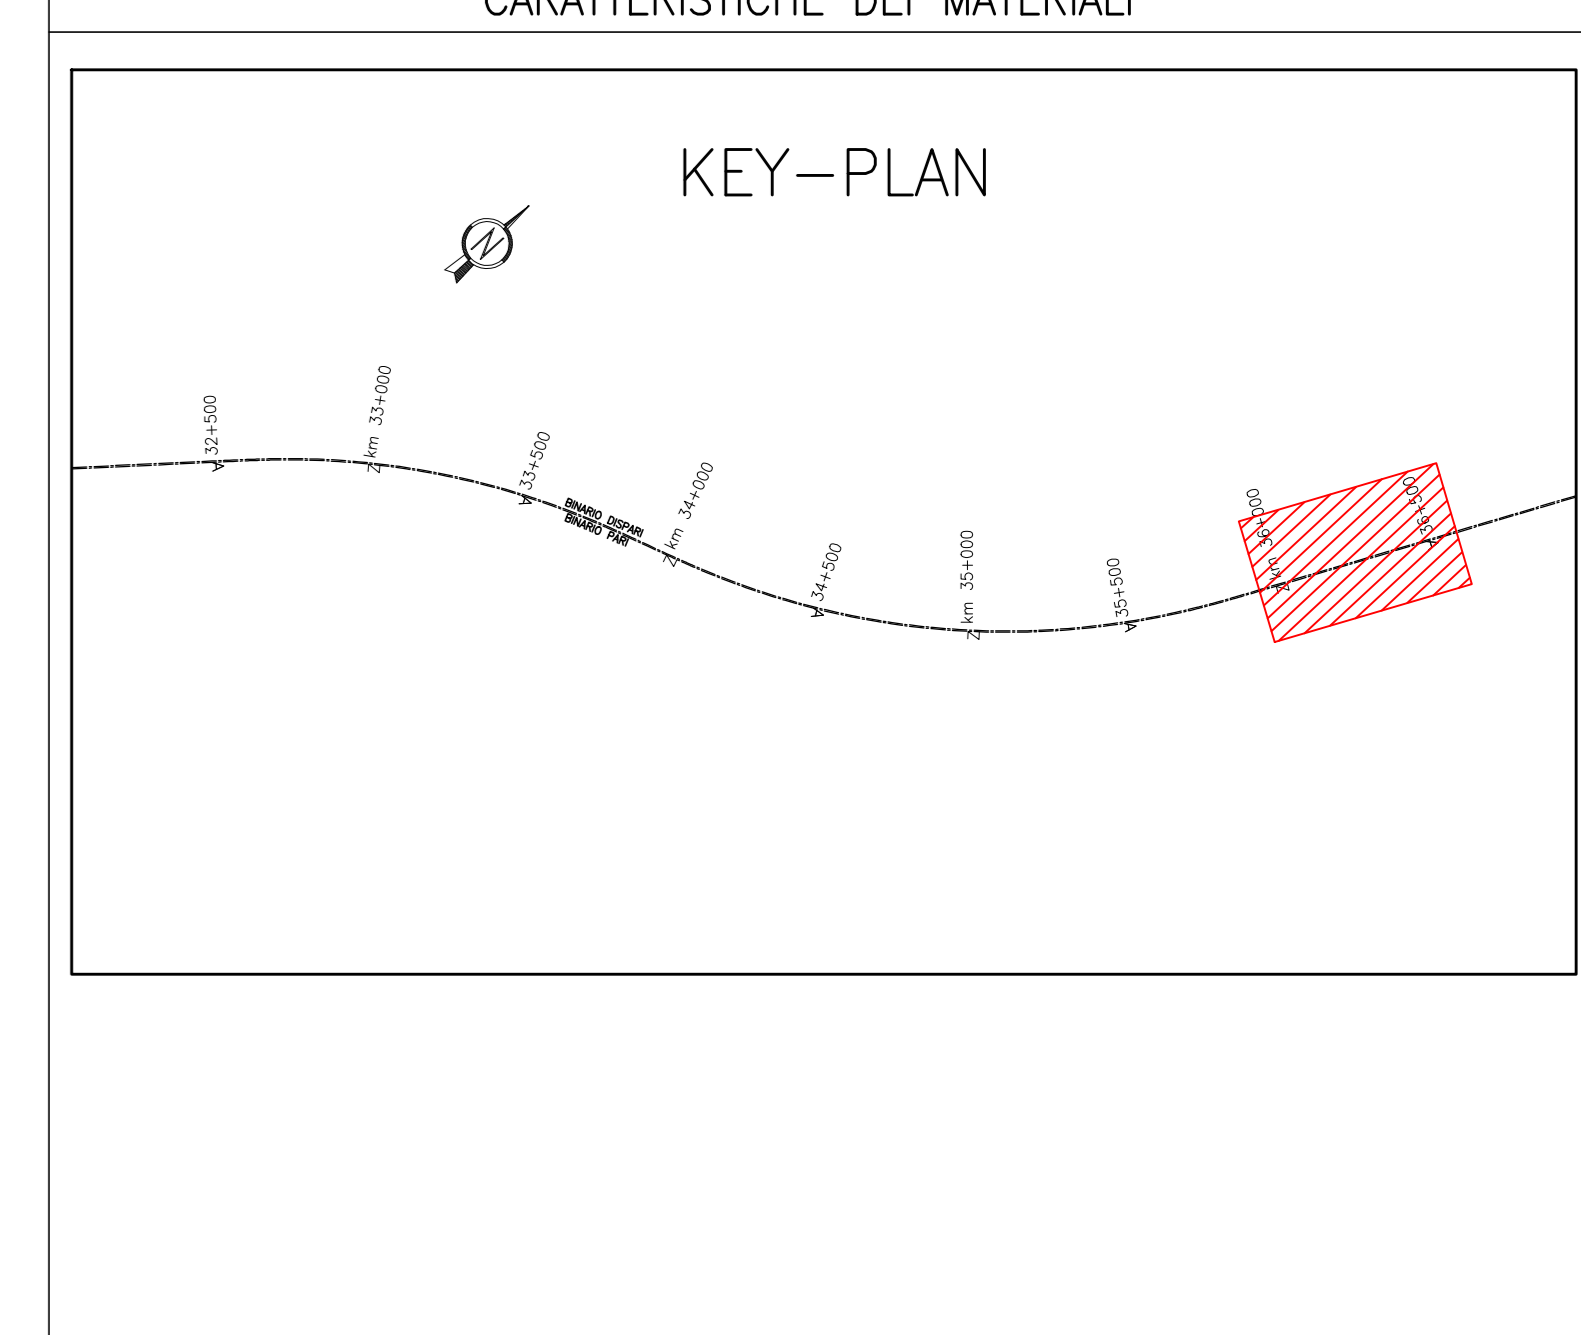 CARATTERISTICHE DEI MATERIALI
KEY-PLAN
N
32+500
A
km 33+000
Z
33+500
A
BINARIO DISPARI
BINARIO PARI
km 34+000
Z
34+500
A
km 35+000
Z
35+500
A
km 36+000
Z
36+500
A